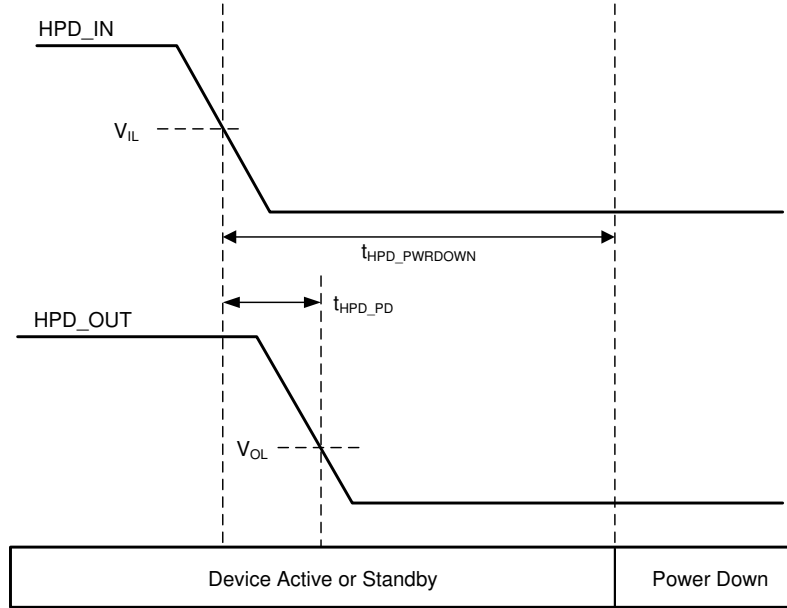 HPD_IN
V_IL
t_HPD_PWRDOWN
t_HPD_PD
HPD_OUT
V_OL
Device Active or Standby
Power Down